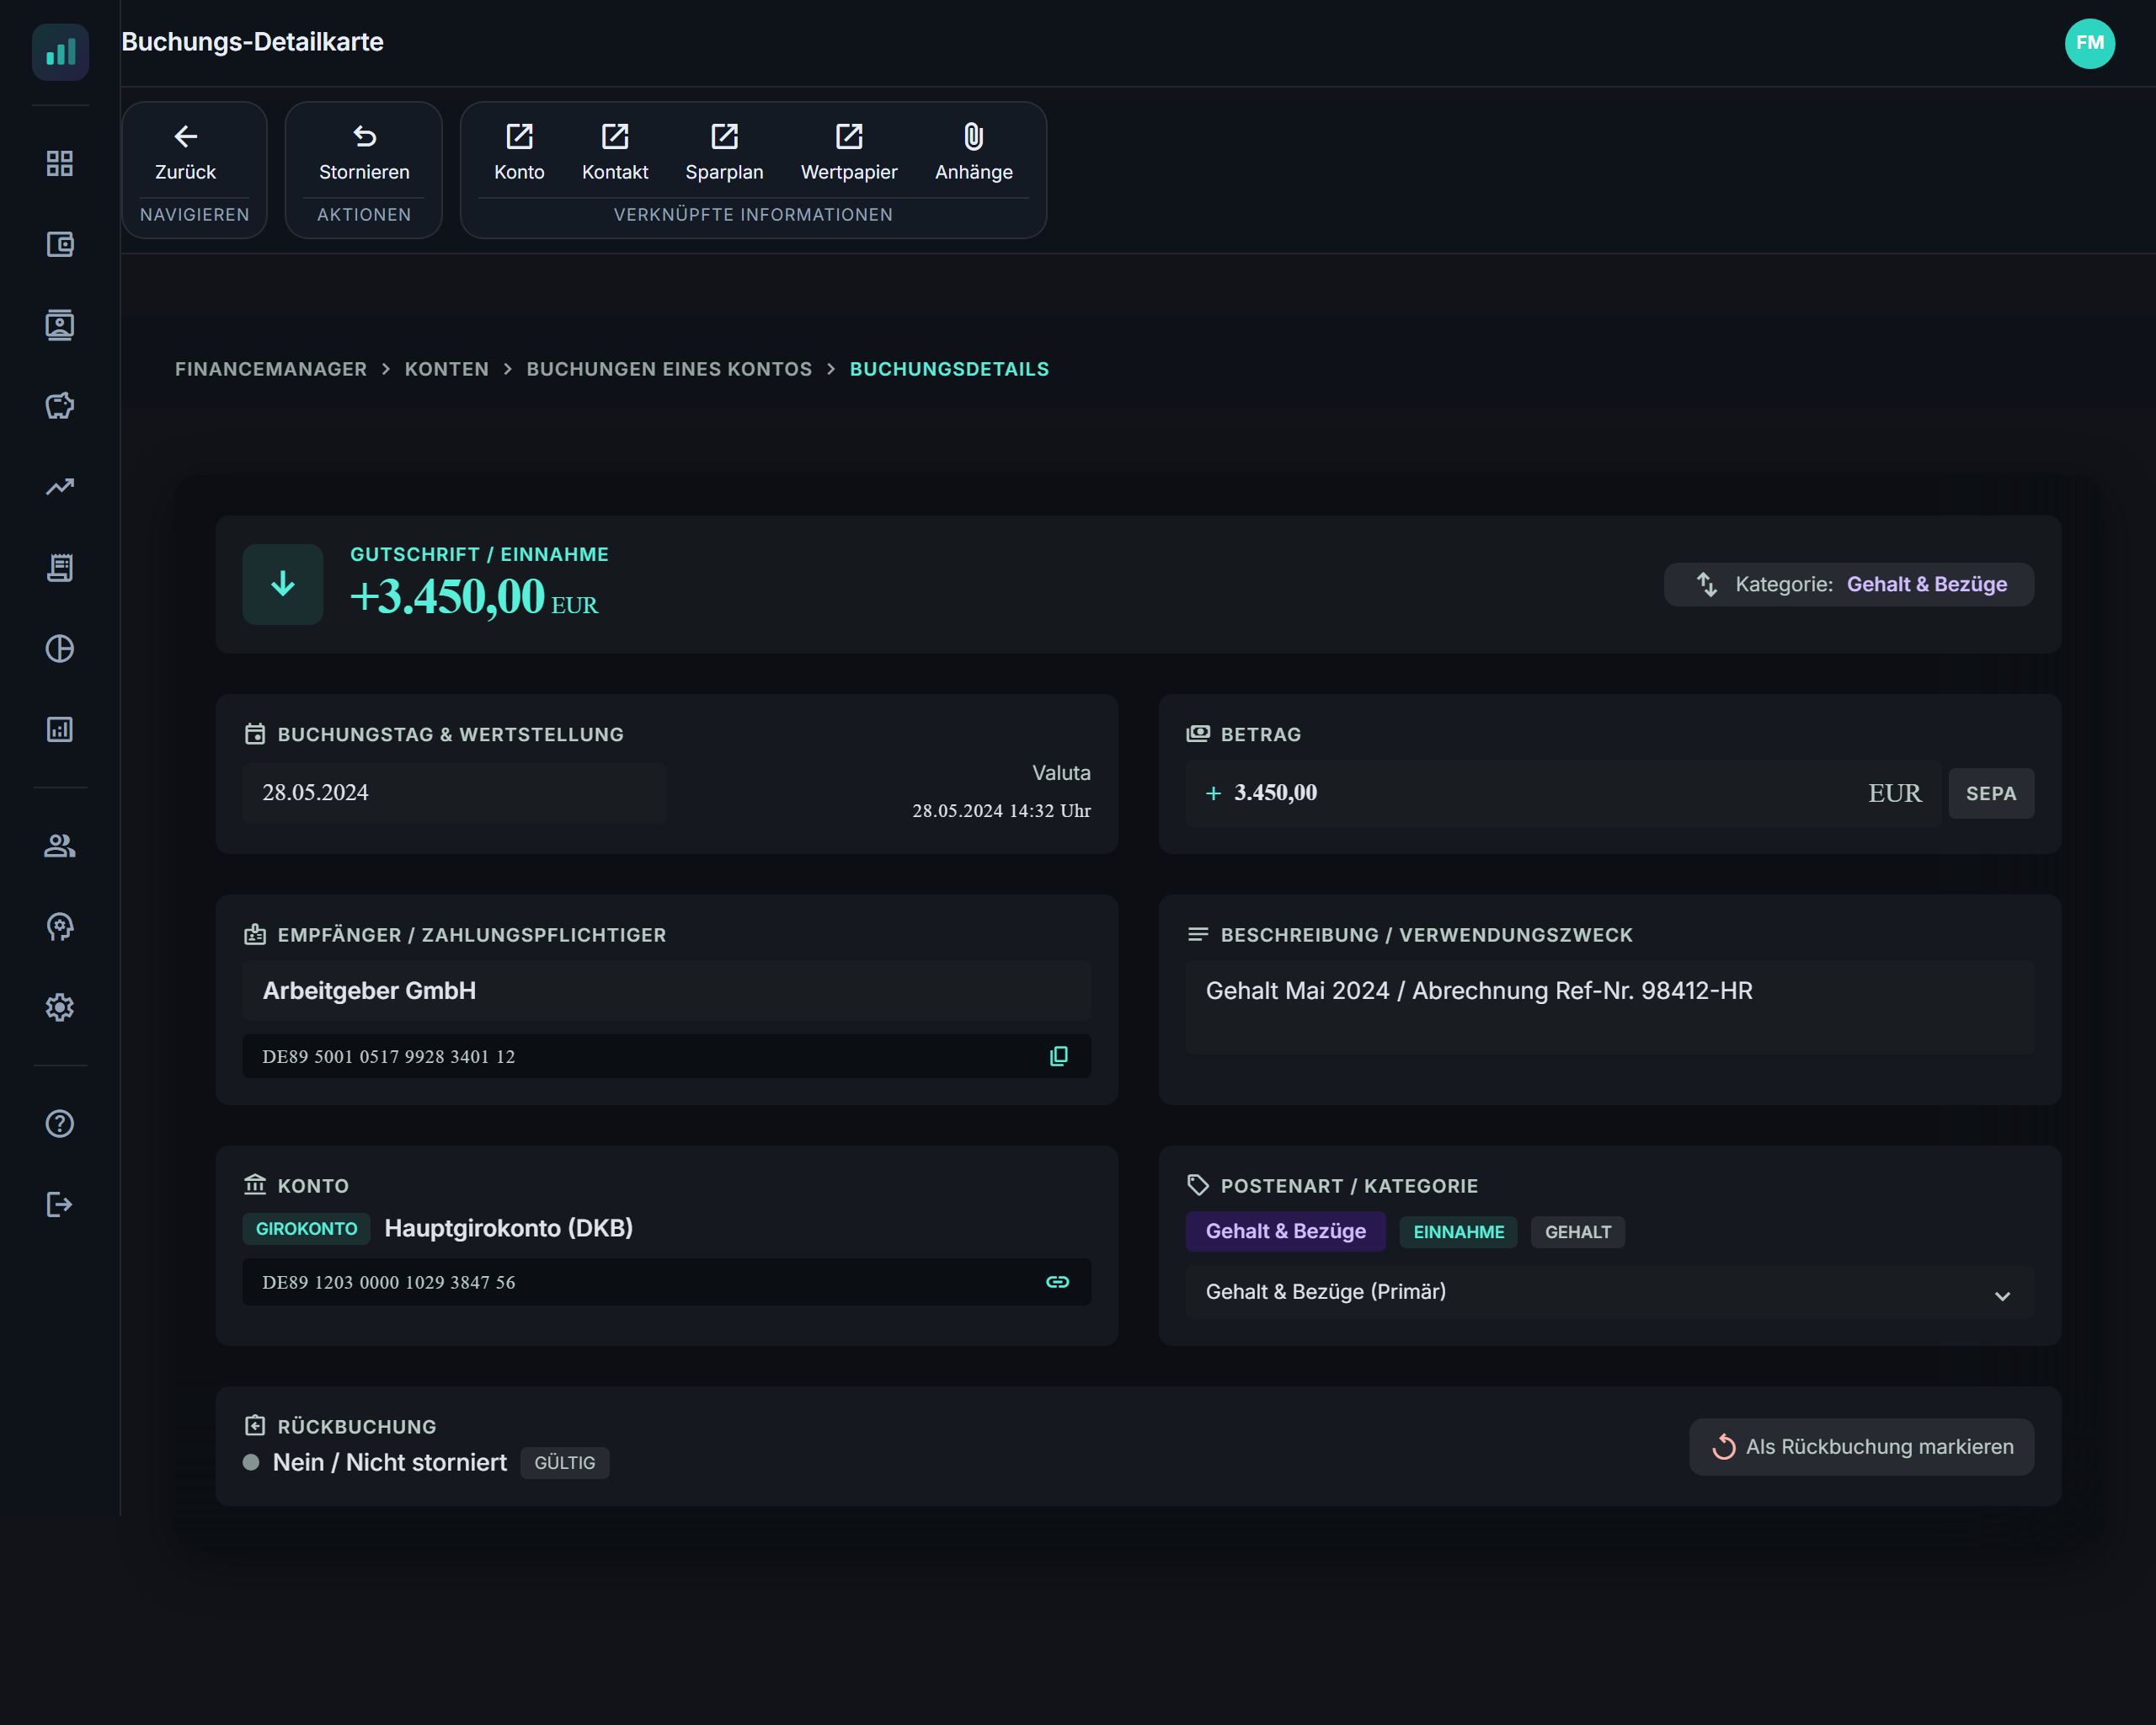 Buchungs-Detailkarte
FM
Zurück
NAVIGIEREN
Stornieren
AKTIONEN
Konto Kontakt Sparplan Wertpapier Anhänge
VERKNÜPFTE INFORMATIONEN
FINANCEMANAGER > KONTEN > BUCHUNGEN EINES KONTOS > BUCHUNGSDETAILS
GUTSCHRIFT / EINNAHME
+3.450,00 EUR
Kategorie: Gehalt & Bezüge
BUCHUNGSTAG & WERTSTELLUNG
28.05.2024
Valuta
28.05.2024 14:32 Uhr
BETRAG
+ 3.450,00 EUR
SEPA
EMPFÄNGER / ZAHLUNGSPFLICHTIGER
Arbeitgeber GmbH
DE89 5001 0517 9928 3401 12
BESCHREIBUNG / VERWENDUNGSZWECK
Gehalt Mai 2024 / Abrechnung Ref-Nr. 98412-HR
KONTO
GIROKONTO Hauptgirokonto (DKB)
DE89 1203 0000 1029 3847 56
POSTENART / KATEGORIE
Gehalt & Bezüge EINNAHME GEHALT
Gehalt & Bezüge (Primär)
RÜCKBUCHUNG
Nein / Nicht storniert GÜLTIG
Als Rückbuchung markieren